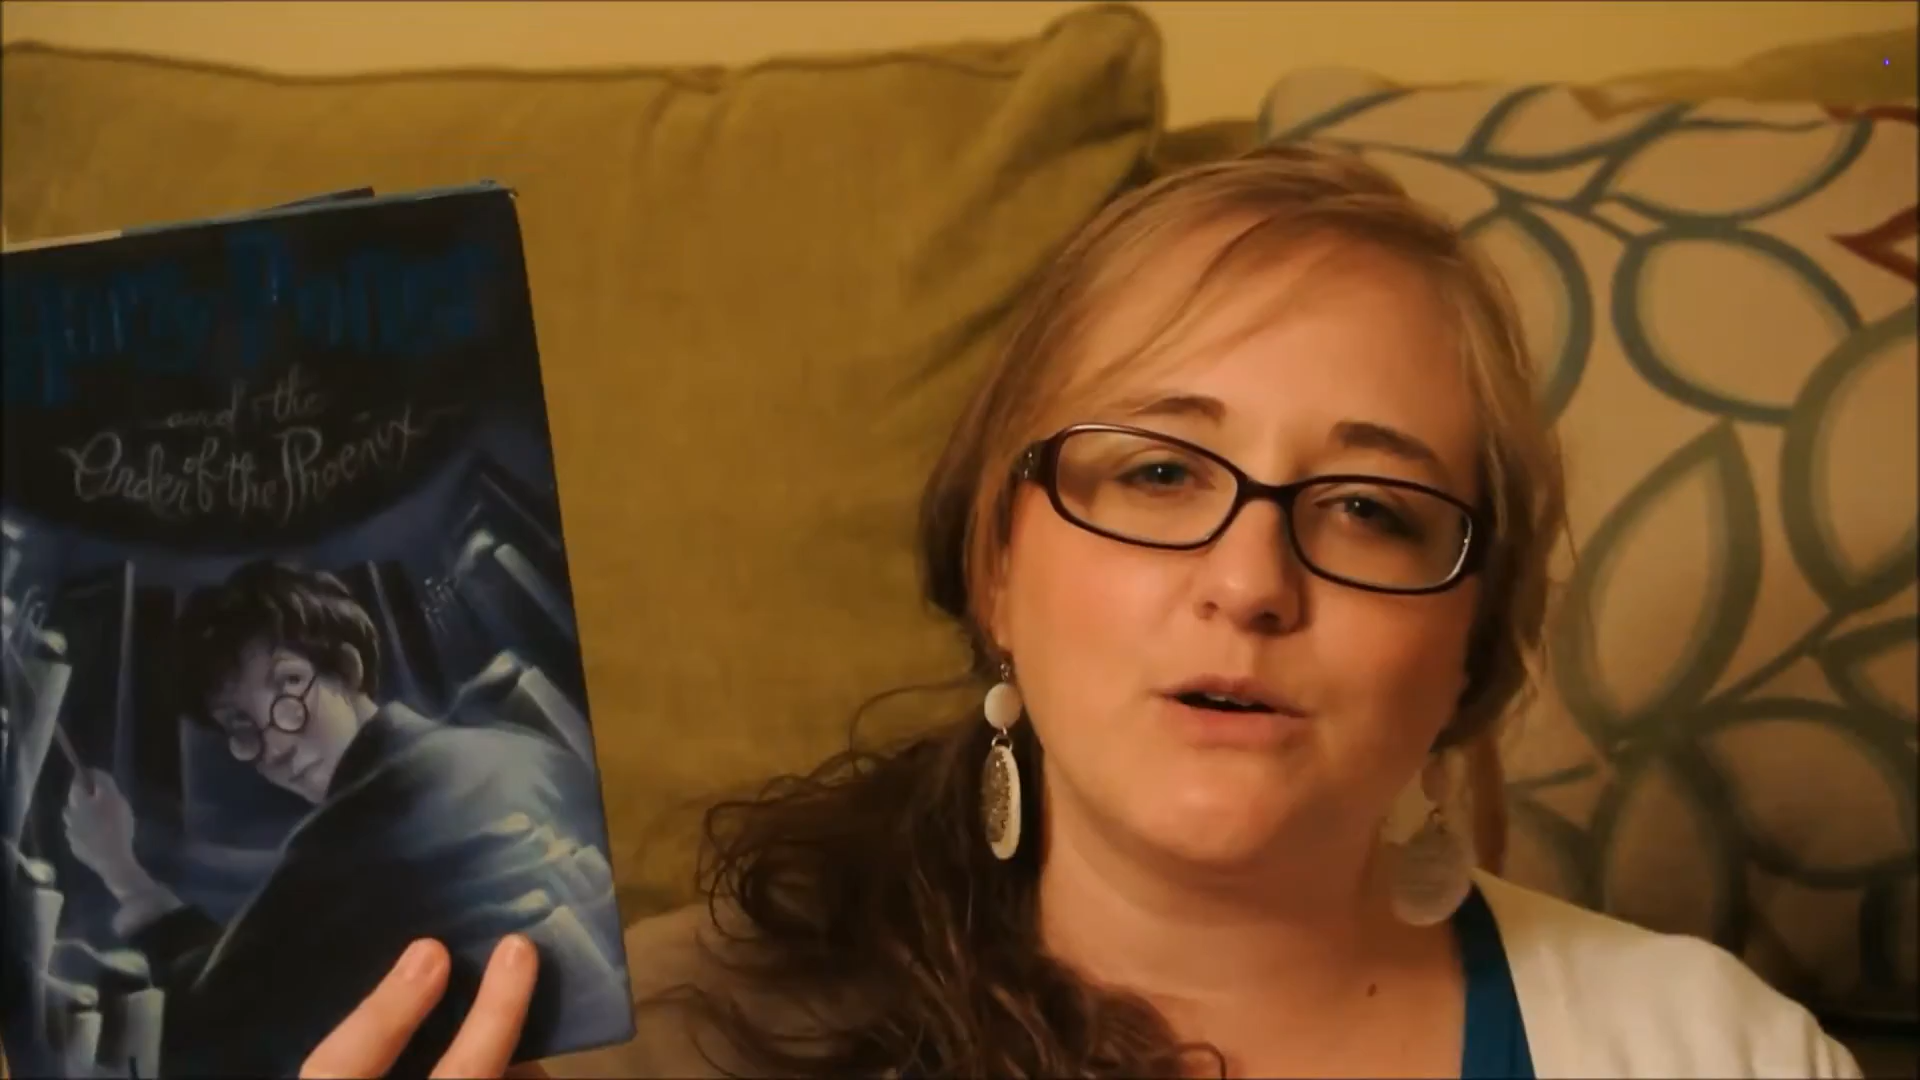 Harry Potter
and the
Order of the Phoenix